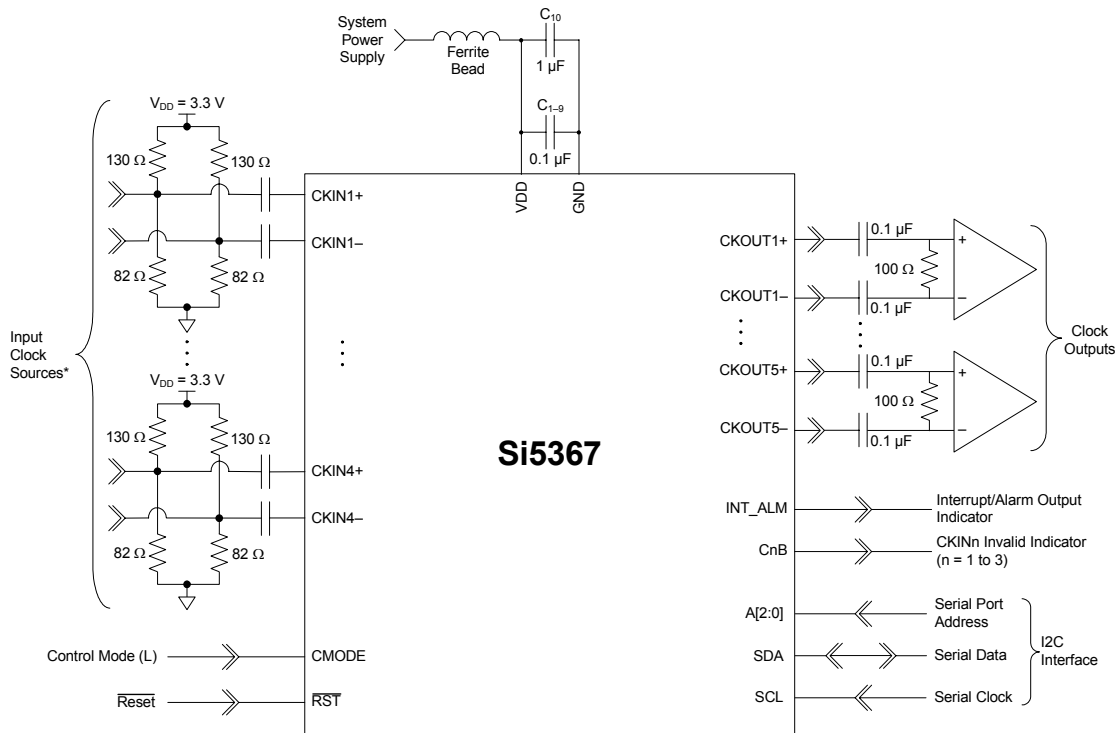 System
Power
Supply
Ferrite
Bead
C10
1 µF
C1–9
0.1 µF
VDD
GND
VDD = 3.3 V
130 Ω
130 Ω
CKIN1+
CKIN1–
82 Ω
82 Ω
Input
Clock
Sources*
VDD = 3.3 V
130 Ω
130 Ω
CKIN4+
CKIN4–
82 Ω
82 Ω
Control Mode (L)
CMODE
Reset
RST
Si5367
CKOUT1+
0.1 µF
+
100 Ω
CKOUT1–
0.1 µF
–
CKOUT5+
0.1 µF
+
100 Ω
CKOUT5–
0.1 µF
–
Clock
Outputs
INT_ALM
Interrupt/Alarm Output
Indicator
CnB
CKINn Invalid Indicator
(n = 1 to 3)
A[2:0]
Serial Port
Address
SDA
Serial Data
SCL
Serial Clock
I2C
Interface